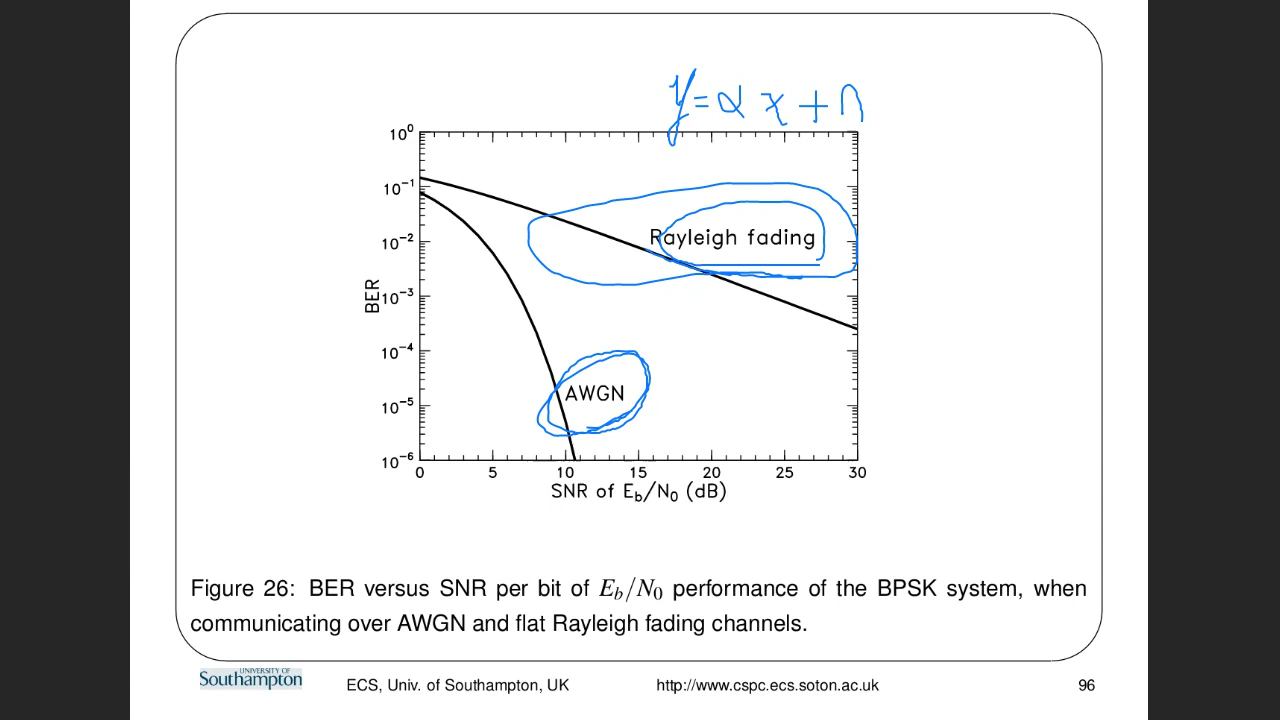 y = α x + n
10⁰
10⁻¹
10⁻²
10⁻³
10⁻⁴
10⁻⁵
10⁻⁶
BER
Rayleigh fading
AWGN
0 5 10 15 20 25 30
SNR of E_b/N_0 (dB)
Figure 26: BER versus SNR per bit of E_b/N_0 performance of the BPSK system, when
communicating over AWGN and flat Rayleigh fading channels.
UNIVERSITY OF
Southampton
ECS, Univ. of Southampton, UK http://www.cspc.ecs.soton.ac.uk 96